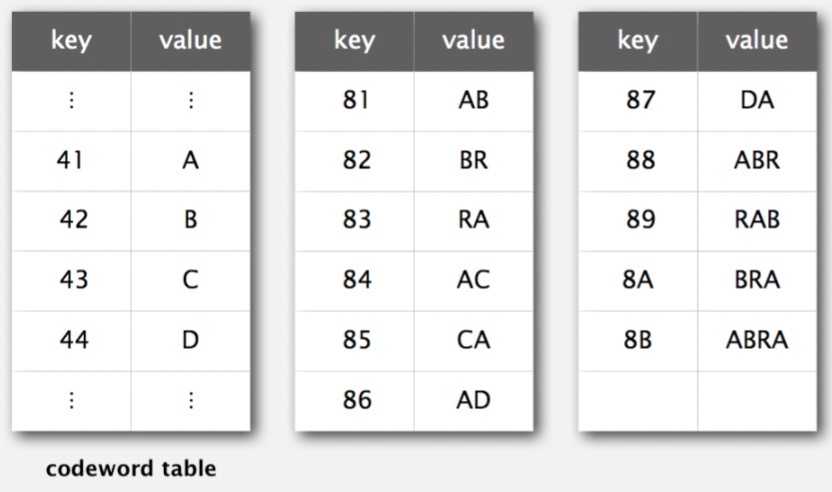 key value key value key value
⋮ ⋮ 81 AB 87 DA
41 A 82 BR 88 ABR
42 B 83 RA 89 RAB
43 C 84 AC 8A BRA
44 D 85 CA 8B ABRA
⋮ ⋮ 86 AD
codeword table